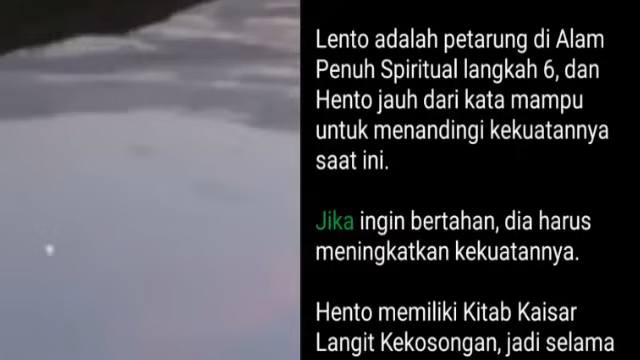 Lento adalah petarung di Alam
Penuh Spiritual langkah 6, dan
Hento jauh dari kata mampu
untuk menandingi kekuatannya
saat ini.
Jika ingin bertahan, dia harus
meningkatkan kekuatannya.
Hento memiliki Kitab Kaisar
Langit Kekosongan, jadi selama